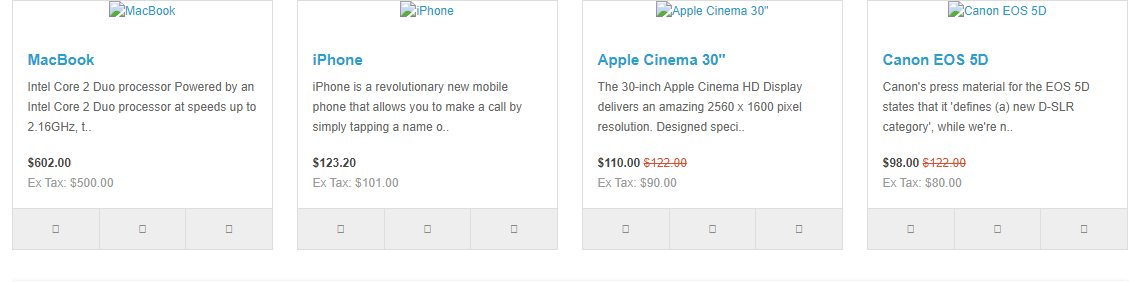 MacBook
MacBook
Intel Core 2 Duo processor Powered by an
Intel Core 2 Duo processor at speeds up to
2.16GHz, t..
$602.00
Ex Tax: $500.00
iPhone
iPhone
iPhone is a revolutionary new mobile
phone that allows you to make a call by
simply tapping a name o..
$123.20
Ex Tax: $101.00
Apple Cinema 30"
Apple Cinema 30"
The 30-inch Apple Cinema HD Display
delivers an amazing 2560 x 1600 pixel
resolution. Designed speci..
$110.00 $122.00
Ex Tax: $90.00
Canon EOS 5D
Canon EOS 5D
Canon's press material for the EOS 5D
states that it 'defines (a) new D-SLR
category', while we're n..
$98.00 $122.00
Ex Tax: $80.00